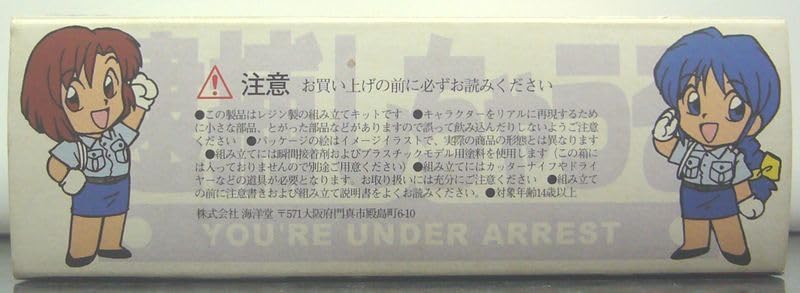 逮捕しちゃうぞ
⚠ 注意 お買い上げの前に必ずお読みください
●この製品はレジン製の組み立てキットです ●キャラクターをリアルに再現するため
に小さな部品、とがった部品などがありますので誤って飲み込んだりしないようご注意
ください ●パッケージの絵はイメージイラストで、実際の商品の形態とは異なります
●組み立てには瞬間接着剤およびプラスチックモデル用塗料を使用します（この箱に
は入っておりませんので別途ご用意ください） ●組み立てにはカッターナイフやドライ
ヤーなどの道具が必要となります。お取り扱いには充分にご注意ください ●組み立て
の前に注意書きおよび組み立て説明書をよくお読みください。●対象年齢14歳以上
株式会社 海洋堂 〒571大阪府門真市殿島町6-10
YOU'RE UNDER ARREST